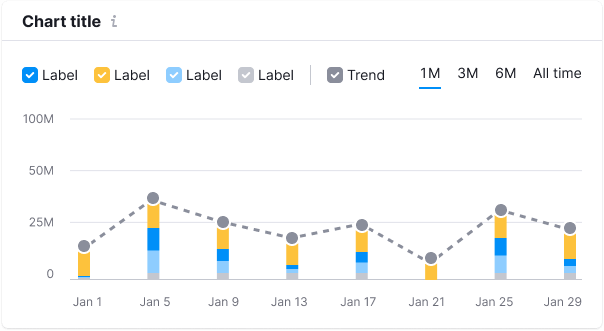 Chart title i
Label Label Label Label Trend 1M 3M 6M All time
100M
50M
25M
0
Jan 1 Jan 5 Jan 9 Jan 13 Jan 17 Jan 21 Jan 25 Jan 29